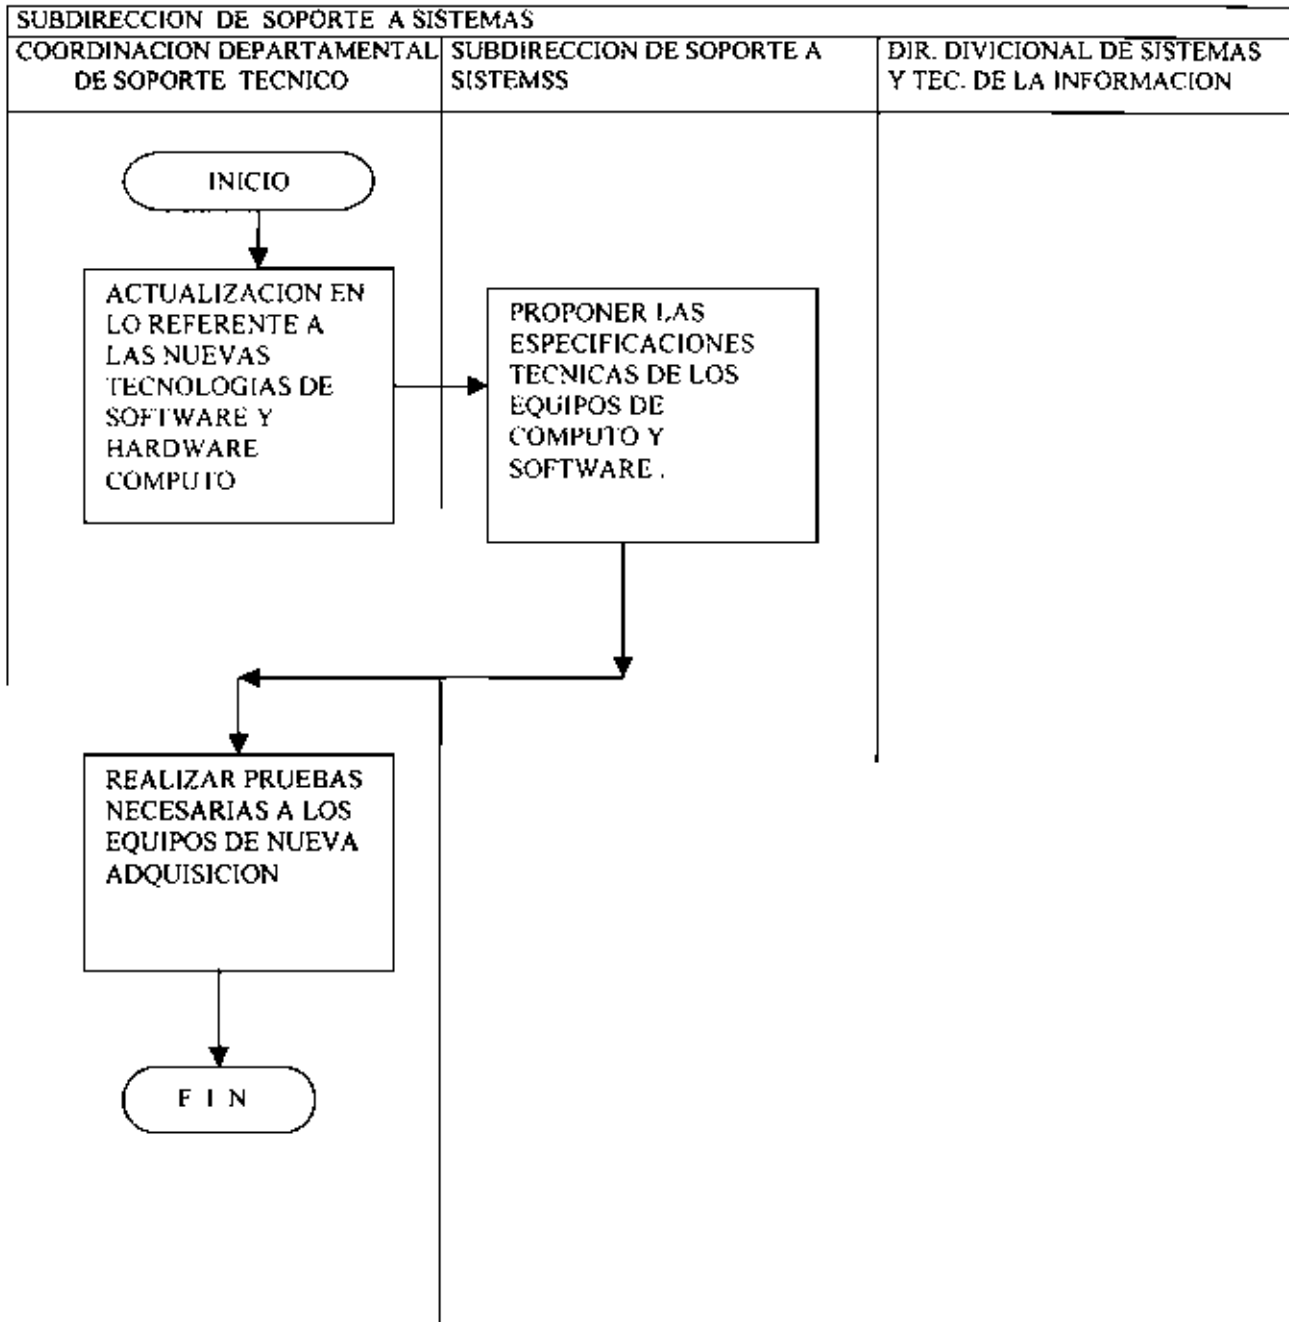 SUBDIRECCION DE SOPORTE A SISTEMAS
COORDINACION DEPARTAMENTAL
DE SOPORTE TECNICO
SUBDIRECCION DE SOPORTE A
SISTEMSS
DIR. DIVICIONAL DE SISTEMAS
Y TEC. DE LA INFORMACION
INICIO
ACTUALIZACION EN
LO REFERENTE A
LAS NUEVAS
TECNOLOGIAS DE
SOFTWARE Y
HARDWARE
COMPUTO
PROPONER LAS
ESPECIFICACIONES
TECNICAS DE LOS
EQUIPOS DE
COMPUTO Y
SOFTWARE .
REALIZAR PRUEBAS
NECESARIAS A LOS
EQUIPOS DE NUEVA
ADQUISICION
F I N